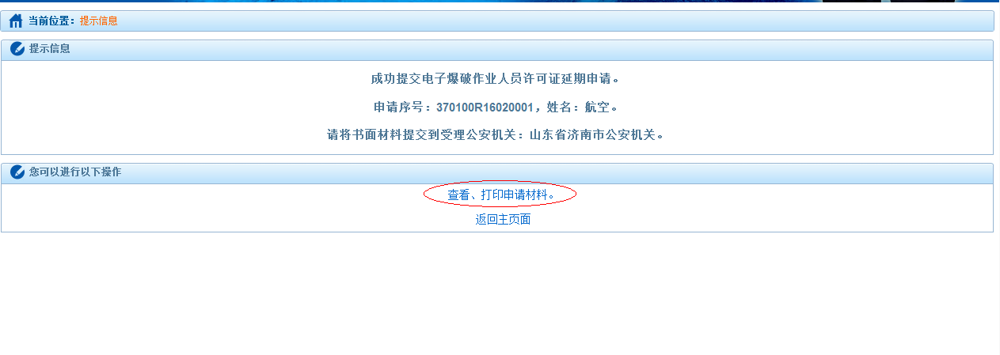 当前位置：提示信息
提示信息
成功提交电子爆破作业人员许可证延期申请。
申请序号：370100R16020001，姓名：航空。
请将书面材料提交到受理公安机关：山东省济南市公安机关。
您可以进行以下操作
查看、打印申请材料。
返回主页面